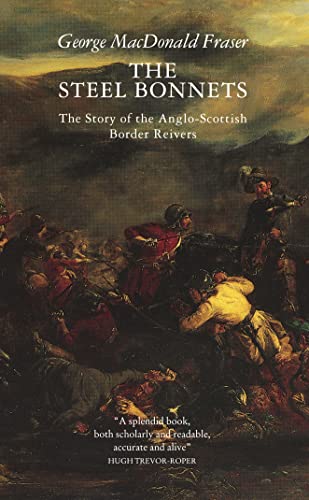 George MacDonald Fraser
THE
STEEL BONNETS
The Story of the Anglo-Scottish
Border Reivers
"A splendid book,
both scholarly and readable,
accurate and alive"
HUGH TREVOR-ROPER